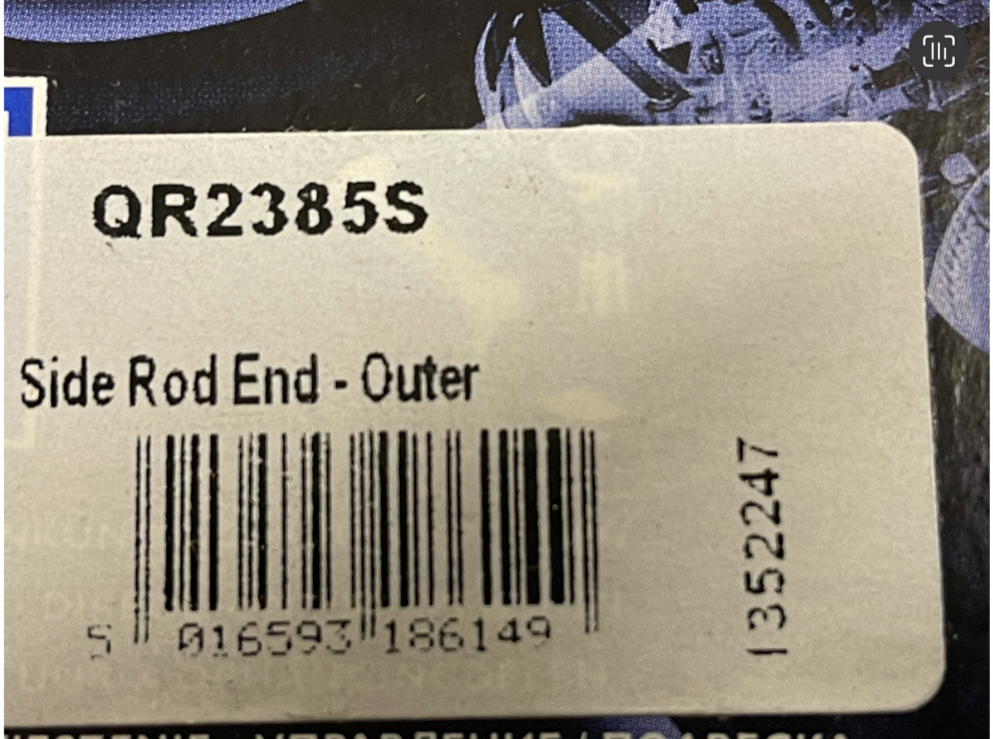 QR2385S
Side Rod End - Outer
5 016593 186149
1352247